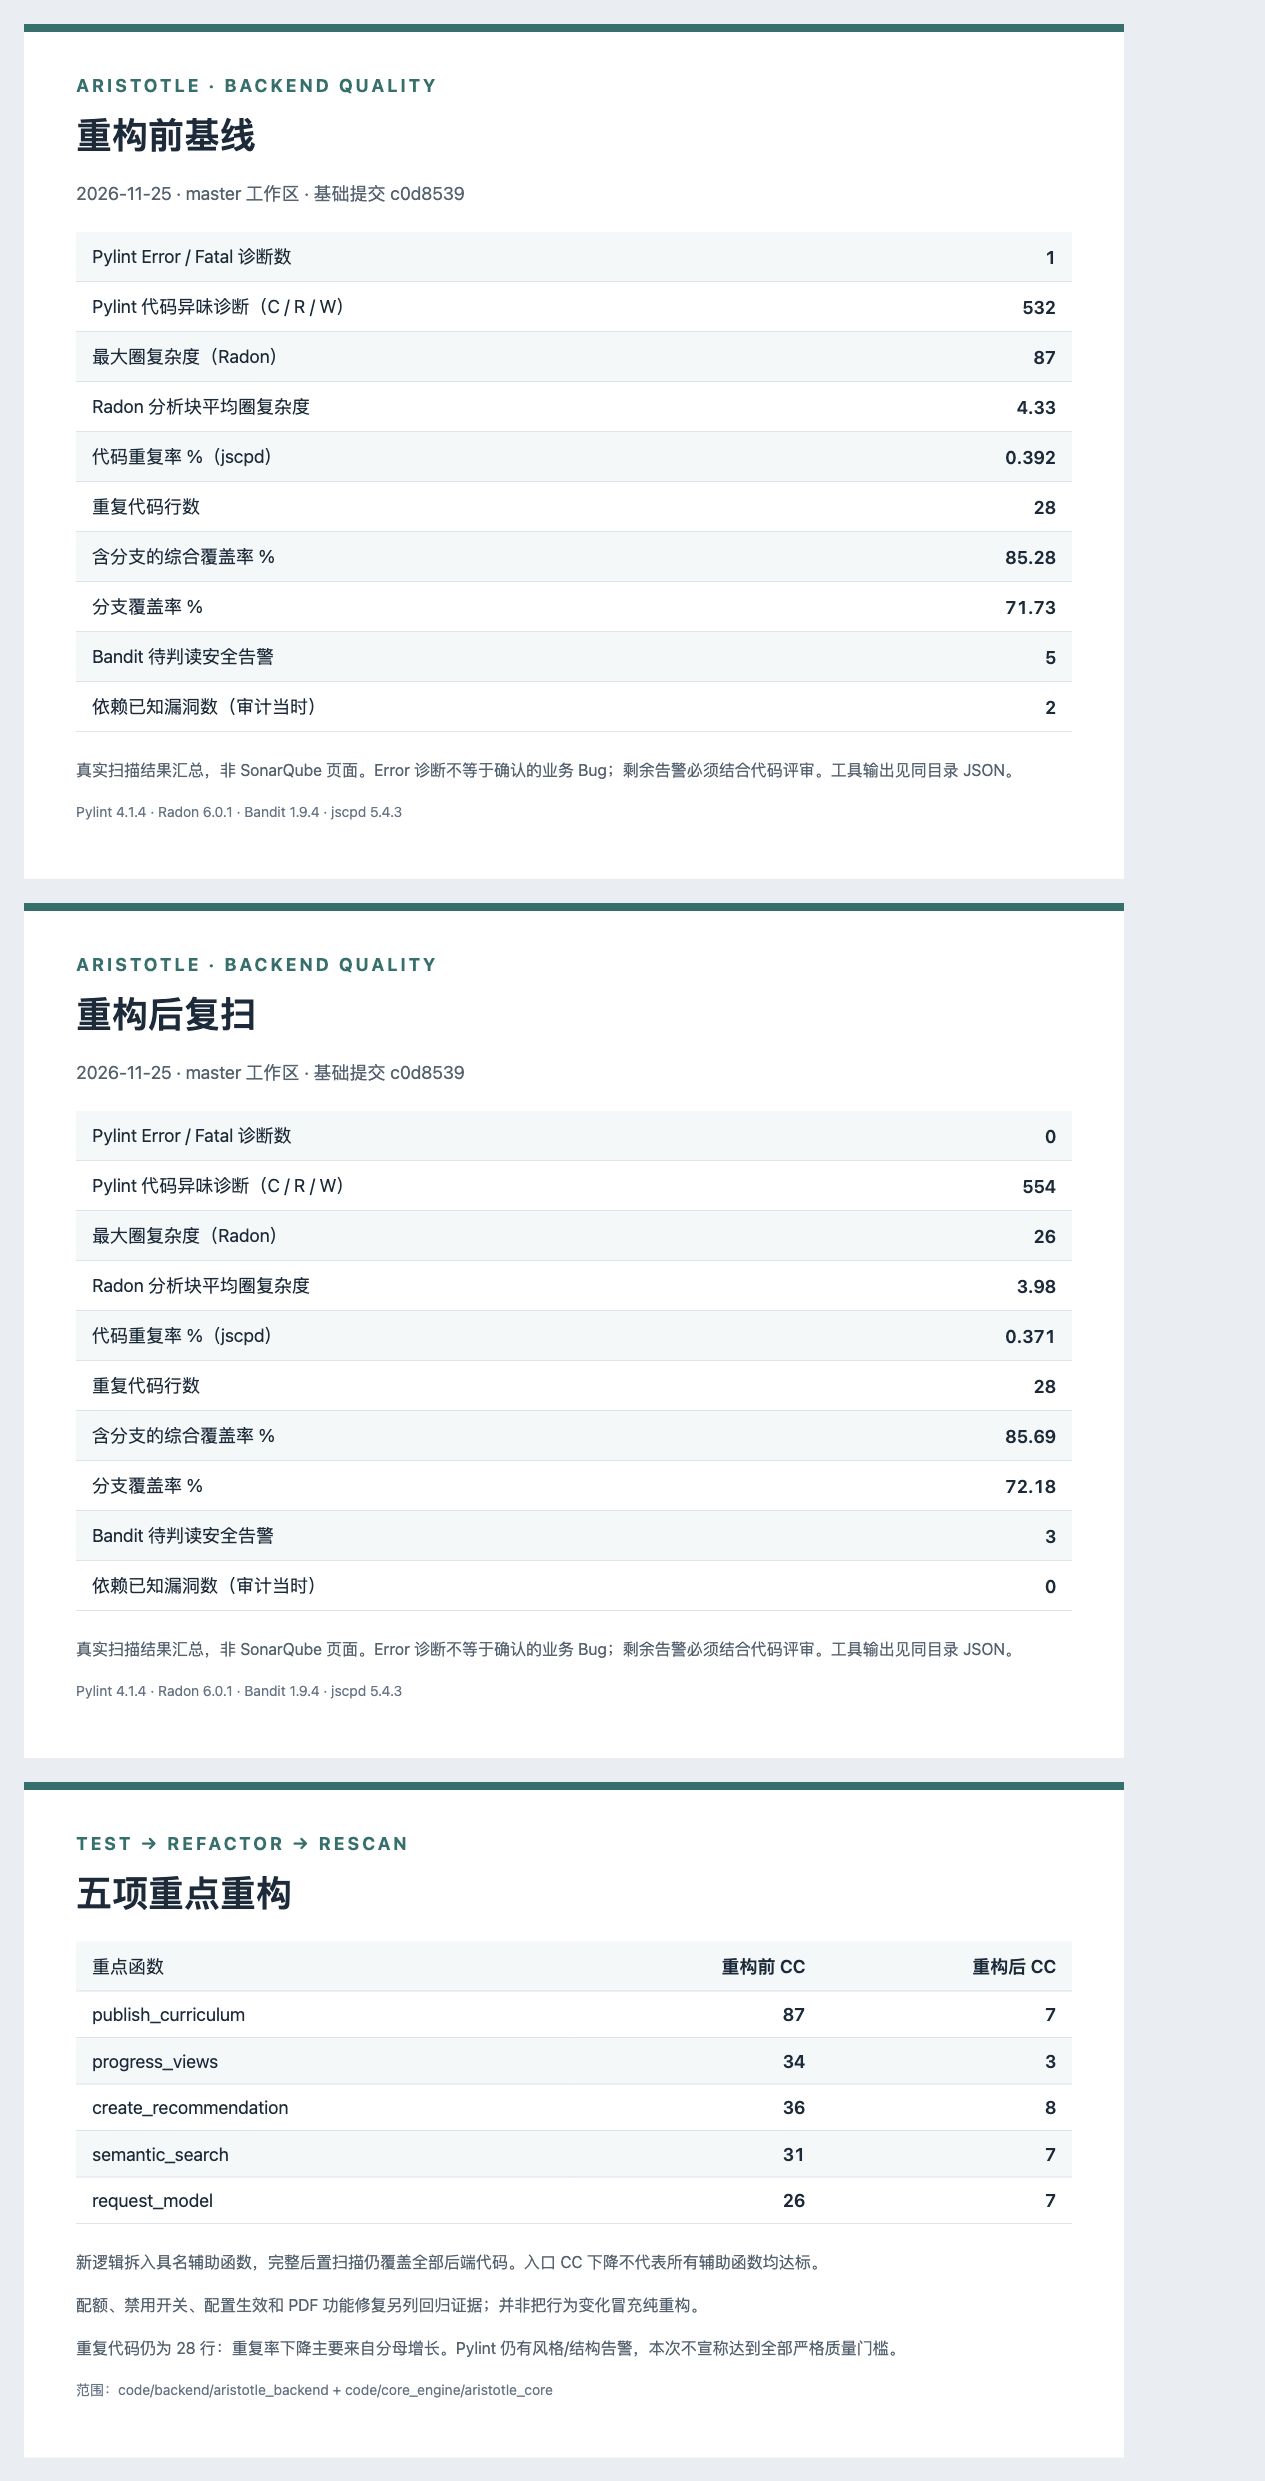 ARISTOTLE · BACKEND QUALITY
重构前基线
2026-11-25 · master 工作区 · 基础提交 c0d8539
Pylint Error / Fatal 诊断数 1
Pylint 代码异味诊断（C / R / W） 532
最大圈复杂度（Radon） 87
Radon 分析块平均圈复杂度 4.33
代码重复率 %（jscpd） 0.392
重复代码行数 28
含分支的综合覆盖率 % 85.28
分支覆盖率 % 71.73
Bandit 待判读安全告警 5
依赖已知漏洞数（审计当时） 2
真实扫描结果汇总，非 SonarQube 页面。Error 诊断不等于确认的业务 Bug；剩余告警必须结合代码评审。工具输出见同目录 JSON。
Pylint 4.1.4 · Radon 6.0.1 · Bandit 1.9.4 · jscpd 5.4.3
ARISTOTLE · BACKEND QUALITY
重构后复扫
2026-11-25 · master 工作区 · 基础提交 c0d8539
Pylint Error / Fatal 诊断数 0
Pylint 代码异味诊断（C / R / W） 554
最大圈复杂度（Radon） 26
Radon 分析块平均圈复杂度 3.98
代码重复率 %（jscpd） 0.371
重复代码行数 28
含分支的综合覆盖率 % 85.69
分支覆盖率 % 72.18
Bandit 待判读安全告警 3
依赖已知漏洞数（审计当时） 0
真实扫描结果汇总，非 SonarQube 页面。Error 诊断不等于确认的业务 Bug；剩余告警必须结合代码评审。工具输出见同目录 JSON。
Pylint 4.1.4 · Radon 6.0.1 · Bandit 1.9.4 · jscpd 5.4.3
TEST → REFACTOR → RESCAN
五项重点重构
重点函数 重构前 CC 重构后 CC
publish_curriculum 87 7
progress_views 34 3
create_recommendation 36 8
semantic_search 31 7
request_model 26 7
新逻辑拆入具名辅助函数，完整后置扫描仍覆盖全部后端代码。入口 CC 下降不代表所有辅助函数均达标。
配额、禁用开关、配置生效和 PDF 功能修复另列回归证据；并非把行为变化冒充纯重构。
重复代码仍为 28 行：重复率下降主要来自分母增长。Pylint 仍有风格/结构告警，本次不宣称达到全部严格质量门槛。
范围：code/backend/aristotle_backend + code/core_engine/aristotle_core